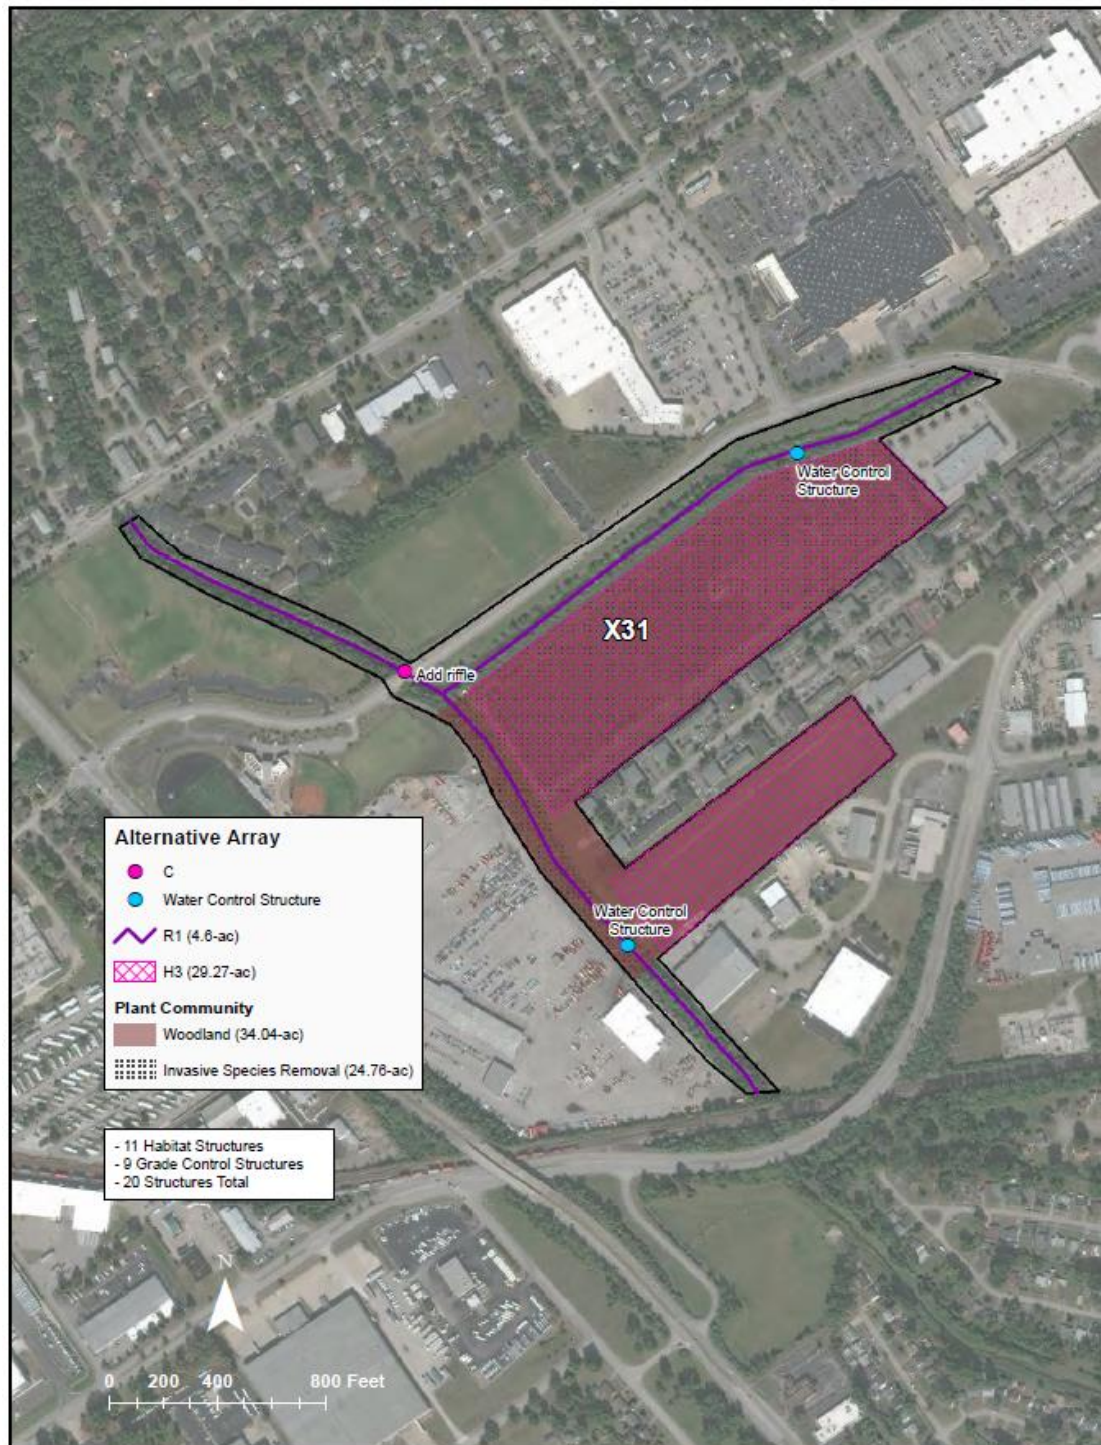 Water Control
Structure
X31
Add riffle
Water Control
Structure
Alternative Array
C
Water Control Structure
R1 (4.6-ac)
H3 (29.27-ac)
Plant Community
Woodland (34.04-ac)
Invasive Species Removal (24.76-ac)
- 11 Habitat Structures
- 9 Grade Control Structures
- 20 Structures Total
N
0 200 400 800 Feet